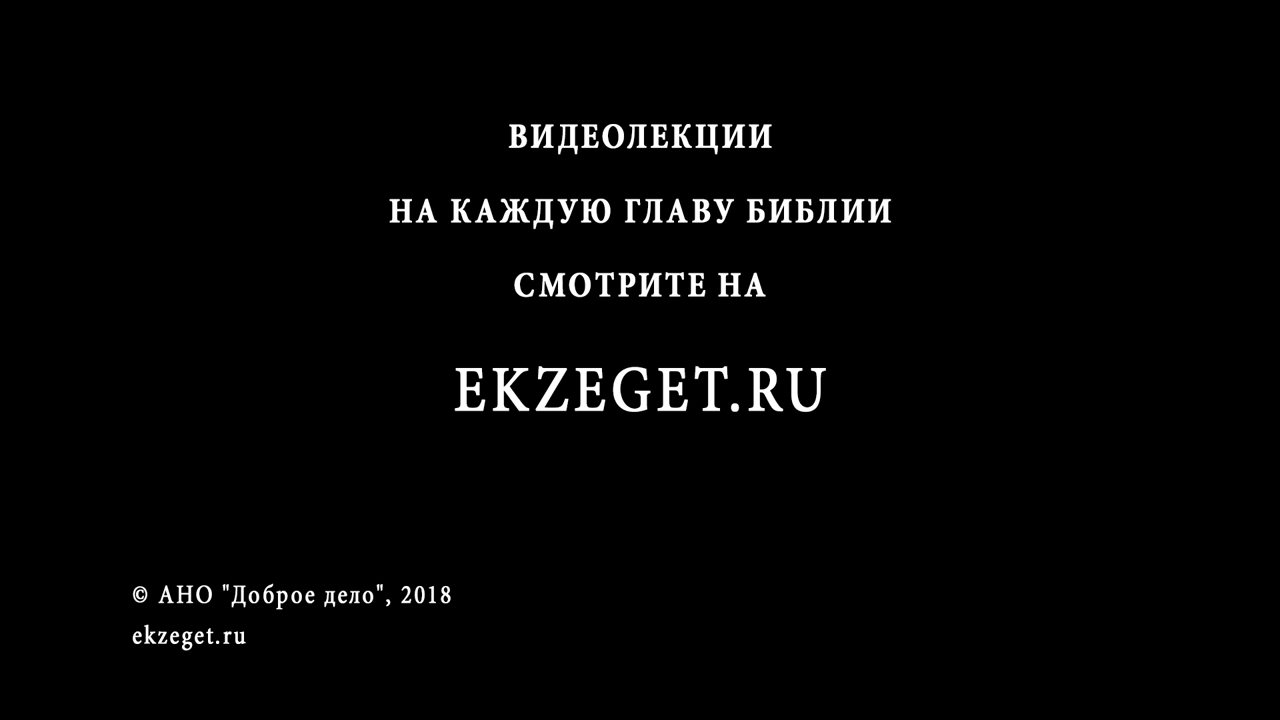 ВИДЕОЛЕКЦИИ
НА КАЖДУЮ ГЛАВУ БИБЛИИ
СМОТРИТЕ НА
EKZEGET.RU
© АНО "Доброе дело", 2018
ekzeget.ru